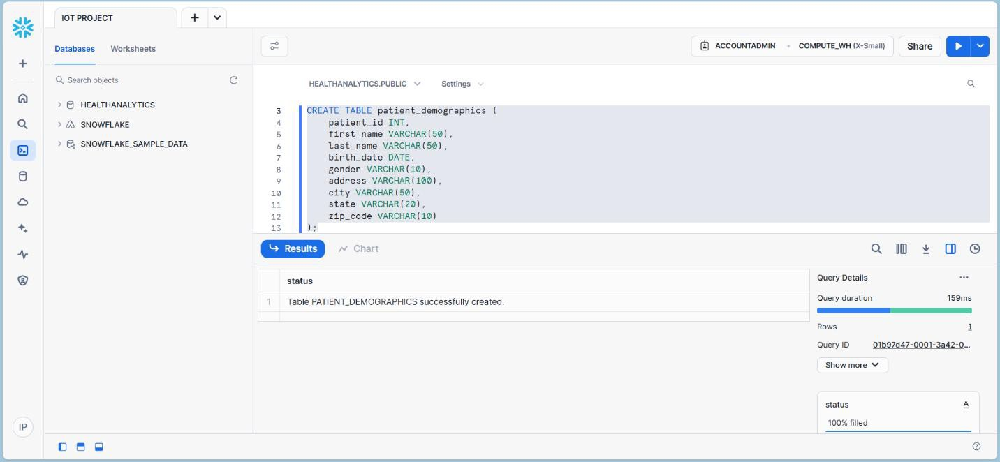 IOT PROJECT
Databases Worksheets
Search objects
HEALTHANALYTICS
SNOWFLAKE
SNOWFLAKE_SAMPLE_DATA
IP
ACCOUNTADMIN • COMPUTE_WH (X-Small) Share
HEALTHANALYTICS.PUBLIC Settings
3 CREATE TABLE patient_demographics (
4 patient_id INT,
5 first_name VARCHAR(50),
6 last_name VARCHAR(50),
7 birth_date DATE,
8 gender VARCHAR(10),
9 address VARCHAR(100),
10 city VARCHAR(50),
11 state VARCHAR(20),
12 zip_code VARCHAR(10)
13 );
Results Chart
status
1 Table PATIENT_DEMOGRAPHICS successfully created.
Query Details ...
Query duration 159ms
Rows 1
Query ID 01b97d47-0001-3a42-0...
Show more
status A
100% filled